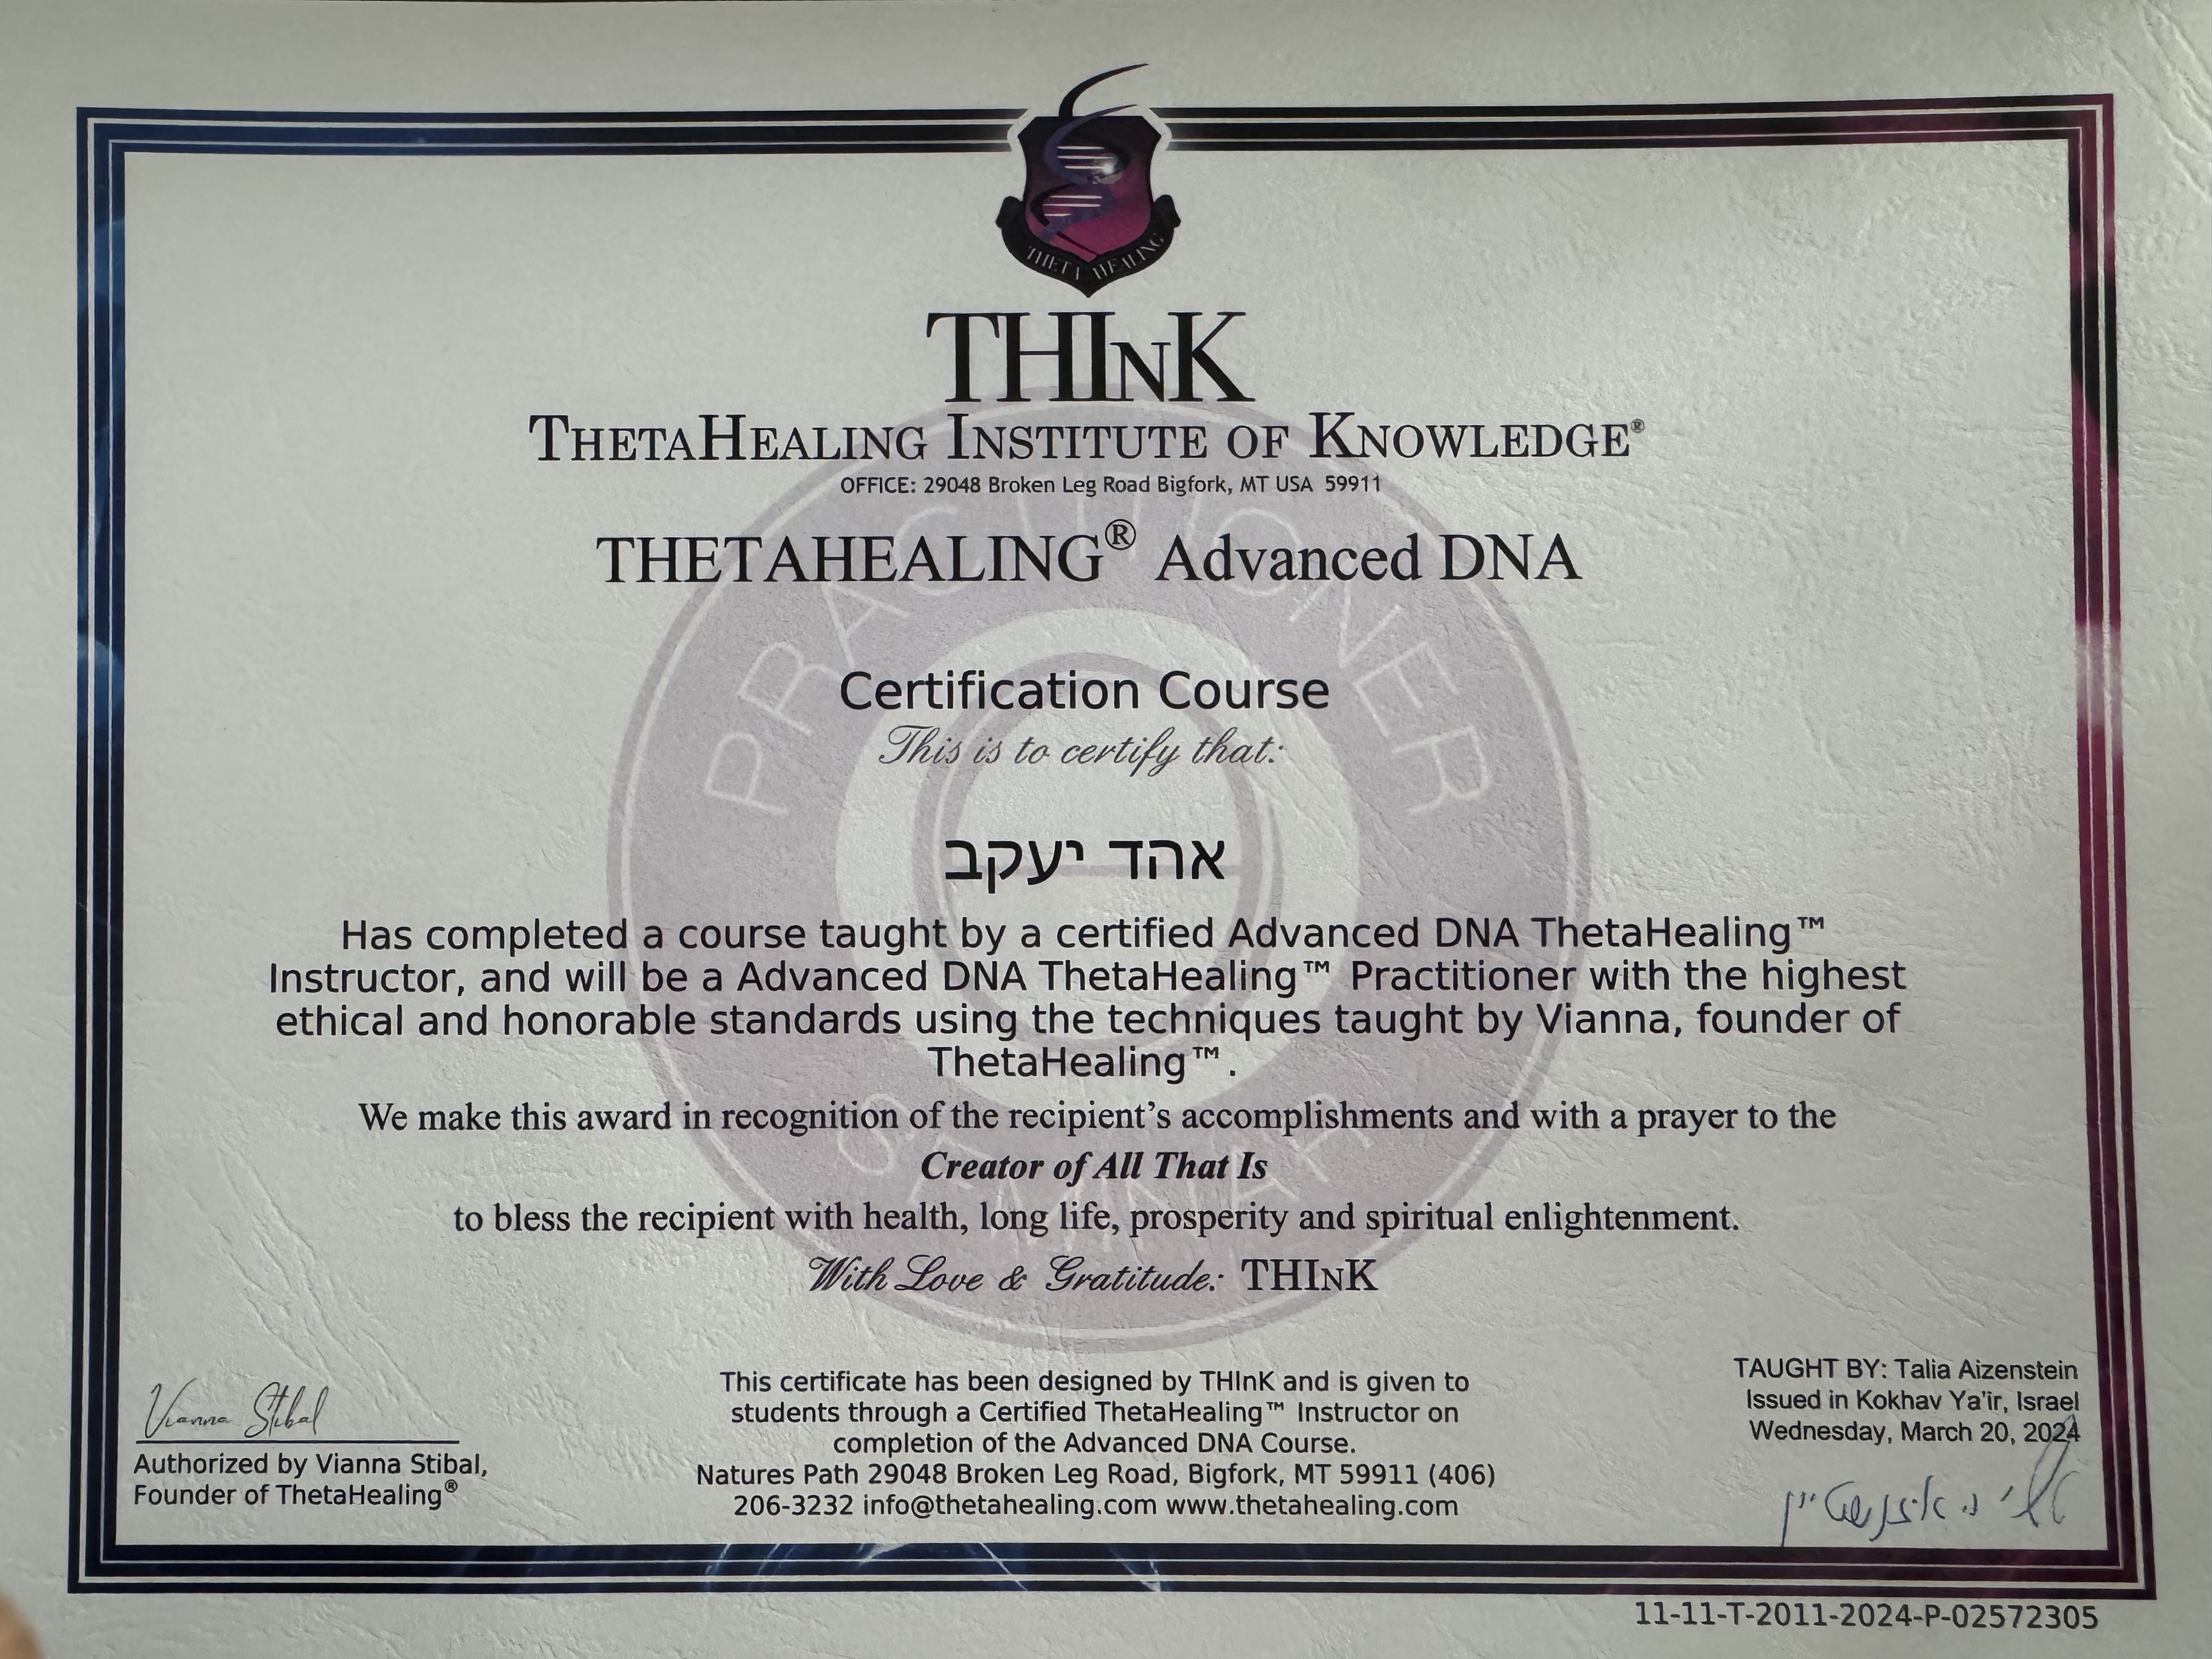 THETA HEALING
THINK
THETAHEALING INSTITUTE OF KNOWLEDGE®
OFFICE: 29048 Broken Leg Road Bigfork, MT USA 59911
THETAHEALING® Advanced DNA
PRACTITIONER
Certification Course
This is to certify that:
אהד יעקב
Has completed a course taught by a certified Advanced DNA ThetaHealing™
Instructor, and will be a Advanced DNA ThetaHealing™ Practitioner with the highest
ethical and honorable standards using the techniques taught by Vianna, founder of
ThetaHealing™.
We make this award in recognition of the recipient’s accomplishments and with a prayer to the
Creator of All That Is
to bless the recipient with health, long life, prosperity and spiritual enlightenment.
With Love & Gratitude: THINK
Vianna Stibal
Authorized by Vianna Stibal,
Founder of ThetaHealing®
This certificate has been designed by THInK and is given to
students through a Certified ThetaHealing™ Instructor on
completion of the Advanced DNA Course.
Natures Path 29048 Broken Leg Road, Bigfork, MT 59911 (406)
206-3232 info@thetahealing.com www.thetahealing.com
TAUGHT BY: Talia Aizenstein
Issued in Kokhav Ya'ir, Israel
Wednesday, March 20, 2024
טליה איזנשטיין
11-11-T-2011-2024-P-02572305